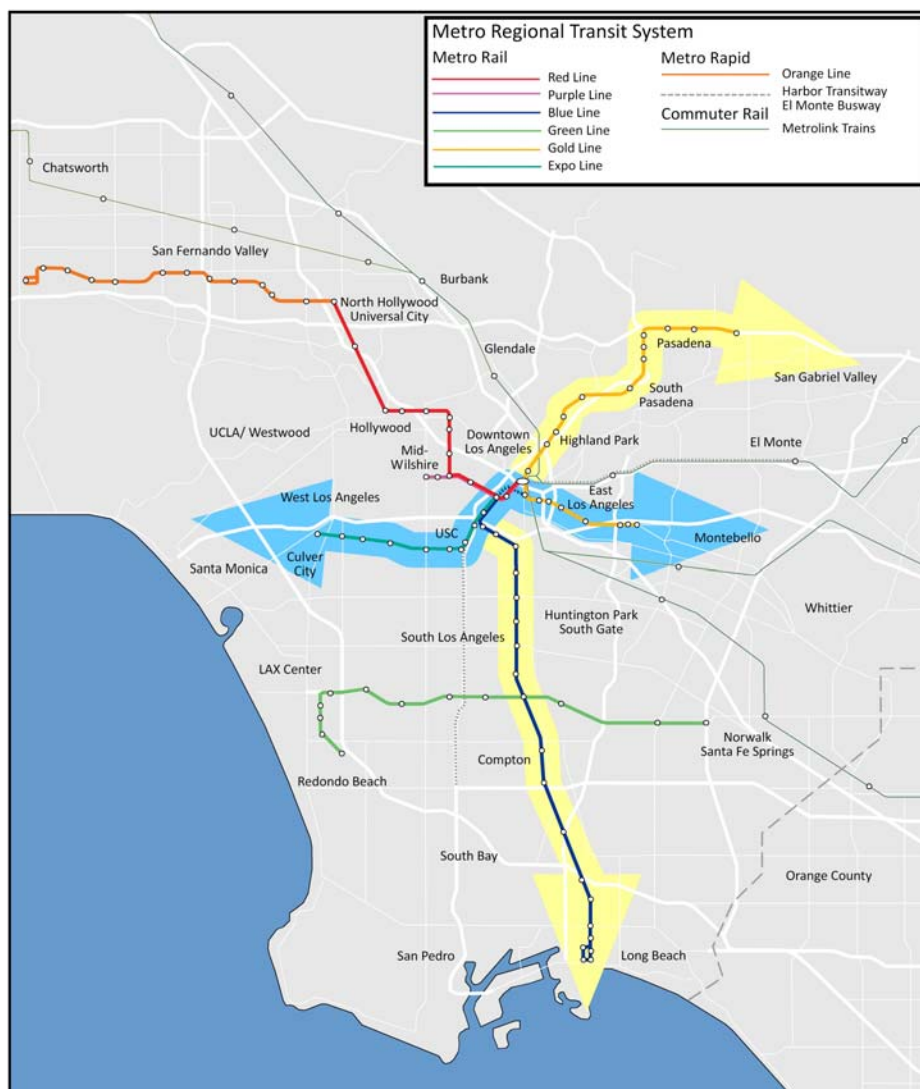 Metro Regional Transit System
Metro Rail
Red Line
Purple Line
Blue Line
Green Line
Gold Line
Expo Line
Metro Rapid
Orange Line
Harbor Transitway
El Monte Busway
Commuter Rail
Metrolink Trains
Chatsworth
San Fernando Valley
Burbank
North Hollywood
Universal City
Glendale
Pasadena
San Gabriel Valley
South
Pasadena
Hollywood
UCLA/ Westwood
Downtown
Los Angeles
Highland Park
El Monte
Mid-
Wilshire
West Los Angeles
East
Los Angeles
USC
Montebello
Santa Monica
Culver
City
Whittier
Huntington Park
South Gate
South Los Angeles
LAX Center
Norwalk
Santa Fe Springs
Compton
Redondo Beach
South Bay
Orange County
San Pedro
Long Beach